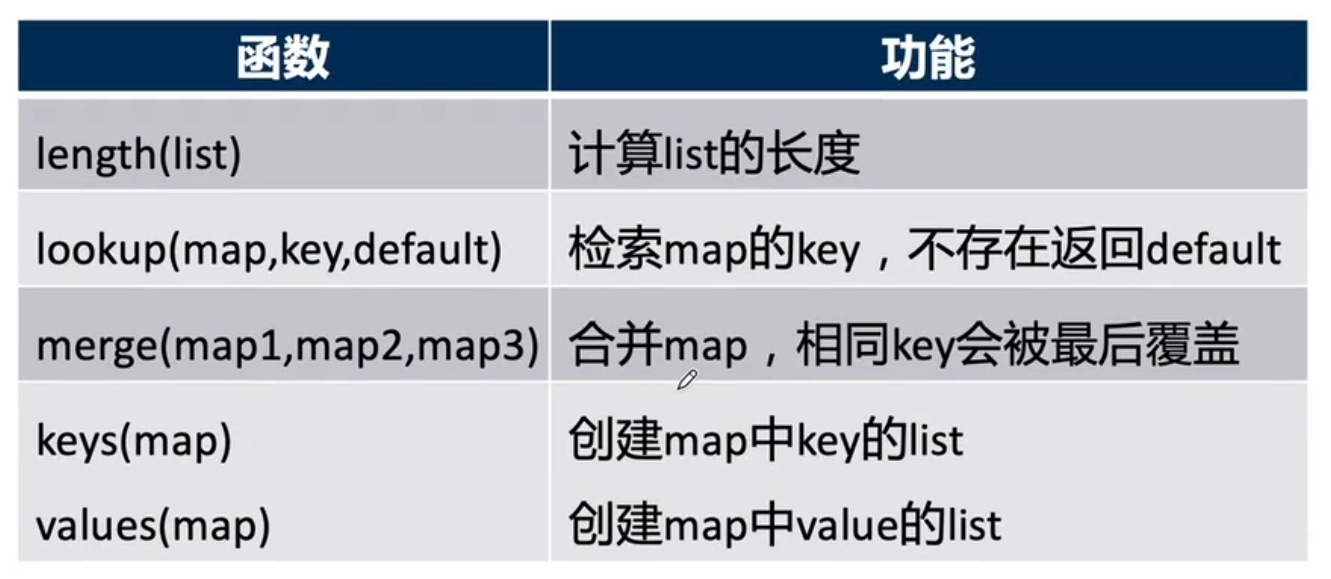 函数 功能
length(list) 计算list的长度
lookup(map,key,default) 检索map的key，不存在返回default
merge(map1,map2,map3) 合并map，相同key会被最后覆盖
keys(map) 创建map中key的list
values(map) 创建map中value的list